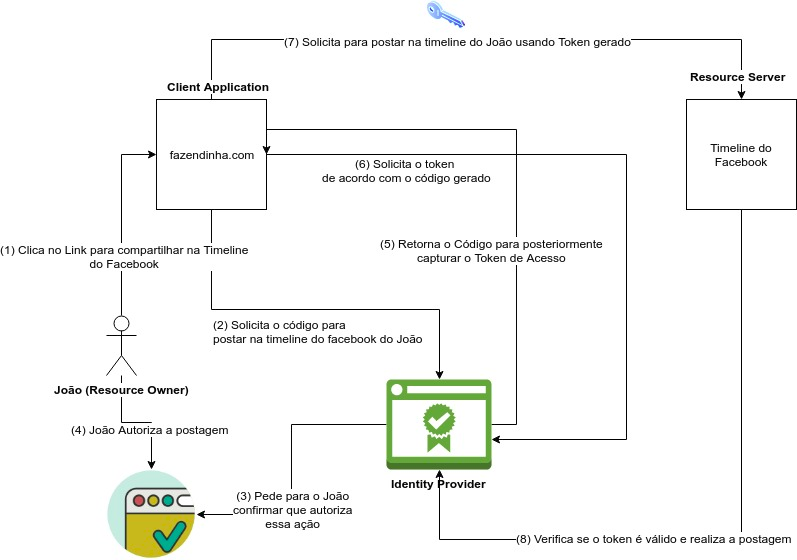 (7) Solicita para postar na timeline do João usando Token gerado
Client Application
Resource Server
fazendinha.com
Timeline do
Facebook
(6) Solicita o token
de acordo com o código gerado
(1) Clica no Link para compartilhar na Timeline
do Facebook
(5) Retorna o Código para posteriormente
capturar o Token de Acesso
(2) Solicita o código para
postar na timeline do facebook do João
João (Resource Owner)
(4) João Autoriza a postagem
Identity Provider
(3) Pede para o João
confirmar que autoriza
essa ação
(8) Verifica se o token é válido e realiza a postagem